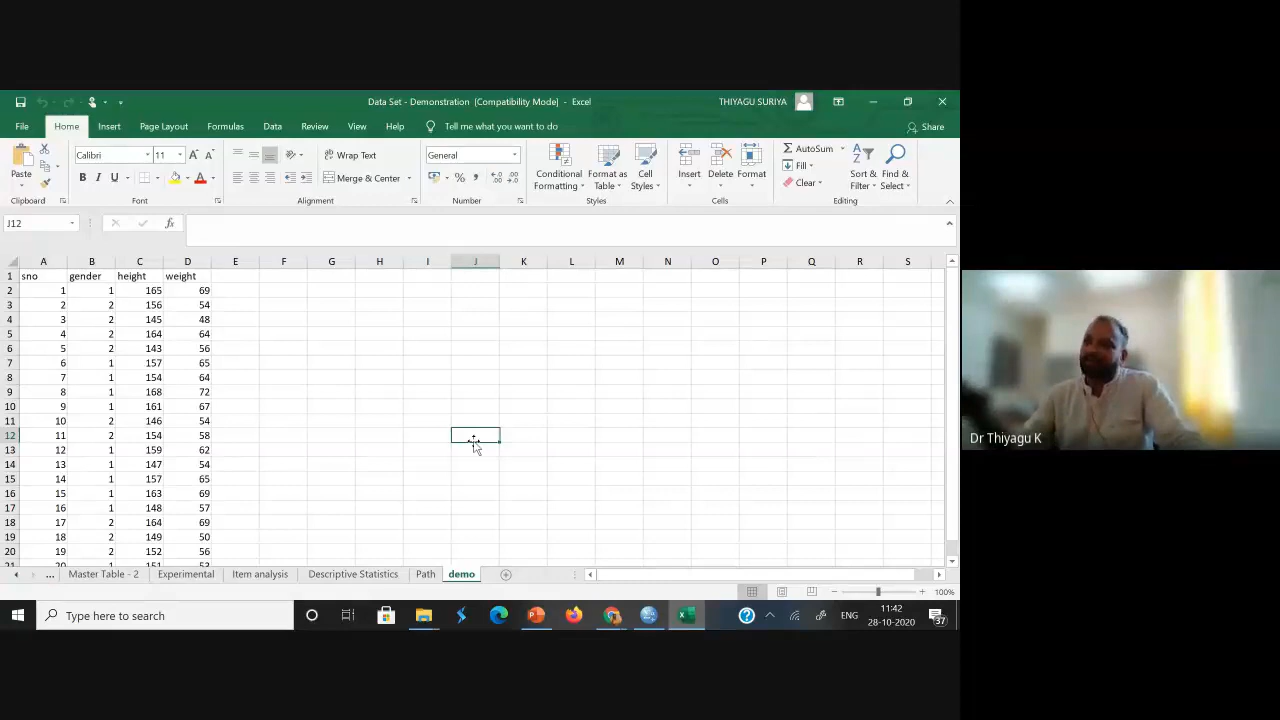 Data Set - Demonstration [Compatibility Mode] - Excel THIYAGU SURIYA
File Home Insert Page Layout Formulas Data Review View Help Tell me what you want to do Share
Paste Calibri 11 A A Wrap Text General Conditional Formatting Format as Table Cell Styles Insert Delete Format AutoSum Sort & Filter Find & Select
B I U A Merge & Center % Fill
Clear
Clipboard Font Alignment Number Styles Cells Editing
J12 fx
A B C D E F G H I J K L M N O P Q R S
1 sno gender height weight
2 1 1 165 69
3 2 2 156 54
4 3 2 145 48
5 4 2 164 64
6 5 2 143 56
7 6 1 157 65
8 7 1 154 64
9 8 1 168 72
10 9 1 161 67
11 10 2 146 54
12 11 2 154 58
13 12 1 159 62
14 13 1 147 54
15 14 1 157 65
16 15 1 163 69
17 16 1 148 57
18 17 2 164 69
19 18 2 149 50
20 19 2 152 56
21 20 1 151 53
... Master Table - 2 Experimental Item analysis Descriptive Statistics Path demo
100%
Type here to search ENG 11:42
28-10-2020 37
Dr Thiyagu K